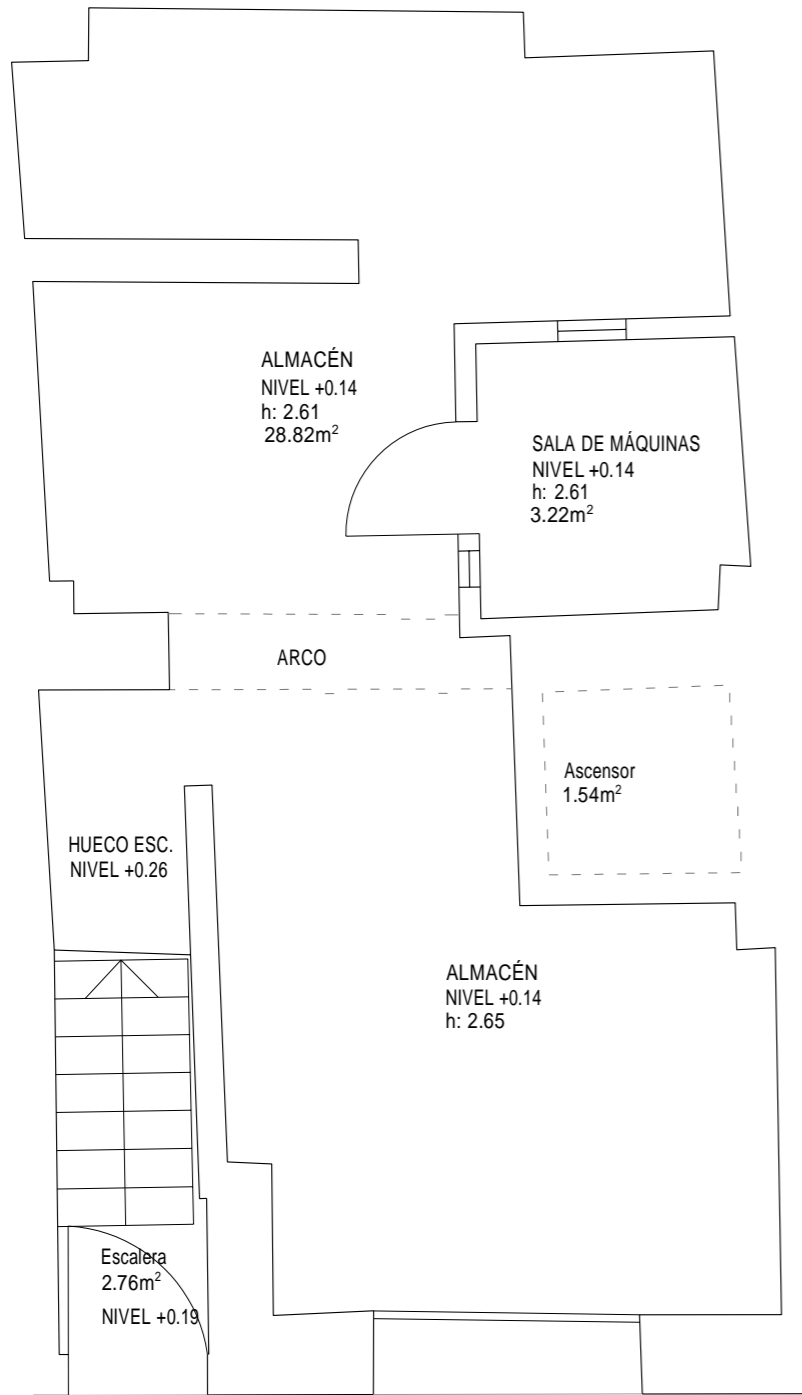 ALMACÉN
NIVEL +0.14
h: 2.61
28.82m²
SALA DE MÁQUINAS
NIVEL +0.14
h: 2.61
3.22m²
ARCO
Ascensor
1.54m²
HUECO ESC.
NIVEL +0.26
ALMACÉN
NIVEL +0.14
h: 2.65
Escalera
2.76m²
NIVEL +0.19